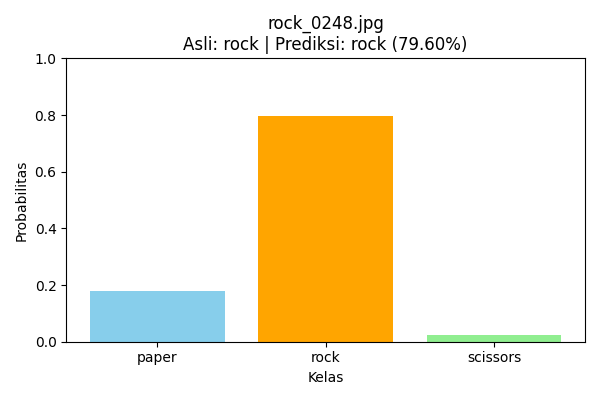 rock_0248.jpg
Asli: rock | Prediksi: rock (79.60%)
1.0
0.8
0.6
0.4
0.2
0.0
Probabilitas
paper
rock
scissors
Kelas